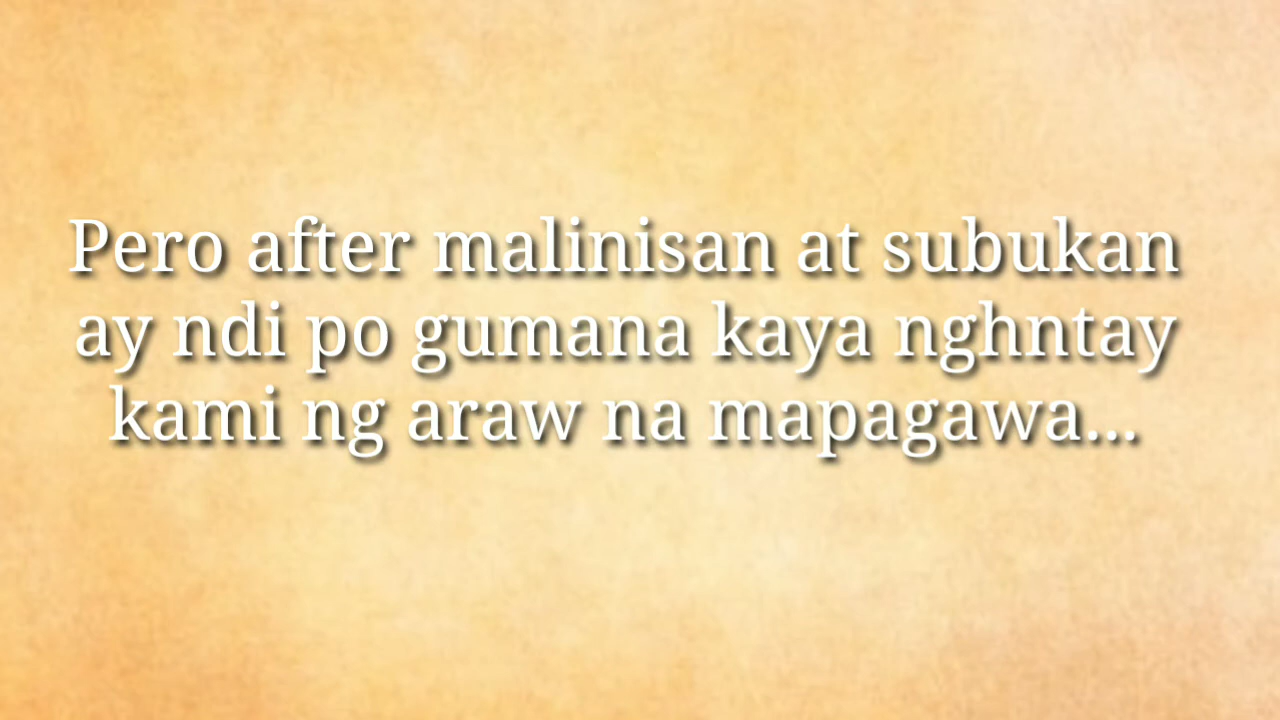 Pero after malinisan at subukan
ay ndi po gumana kaya nghntay
kami ng araw na mapagawa...